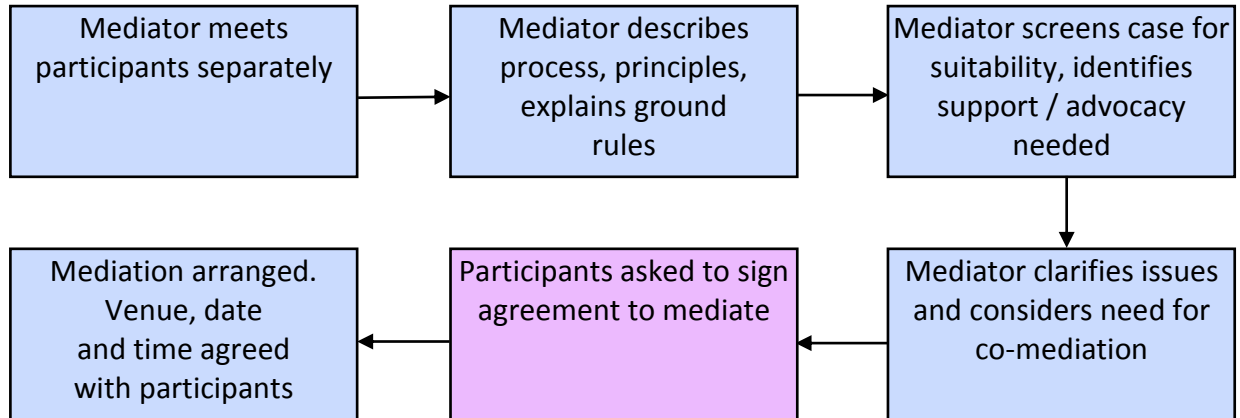 Mediator meets
participants separately
Mediator describes
process, principles,
explains ground
rules
Mediator screens case for
suitability, identifies
support / advocacy
needed
Mediator clarifies issues
and considers need for
co-mediation
Participants asked to sign
agreement to mediate
Mediation arranged.
Venue, date
and time agreed
with participants